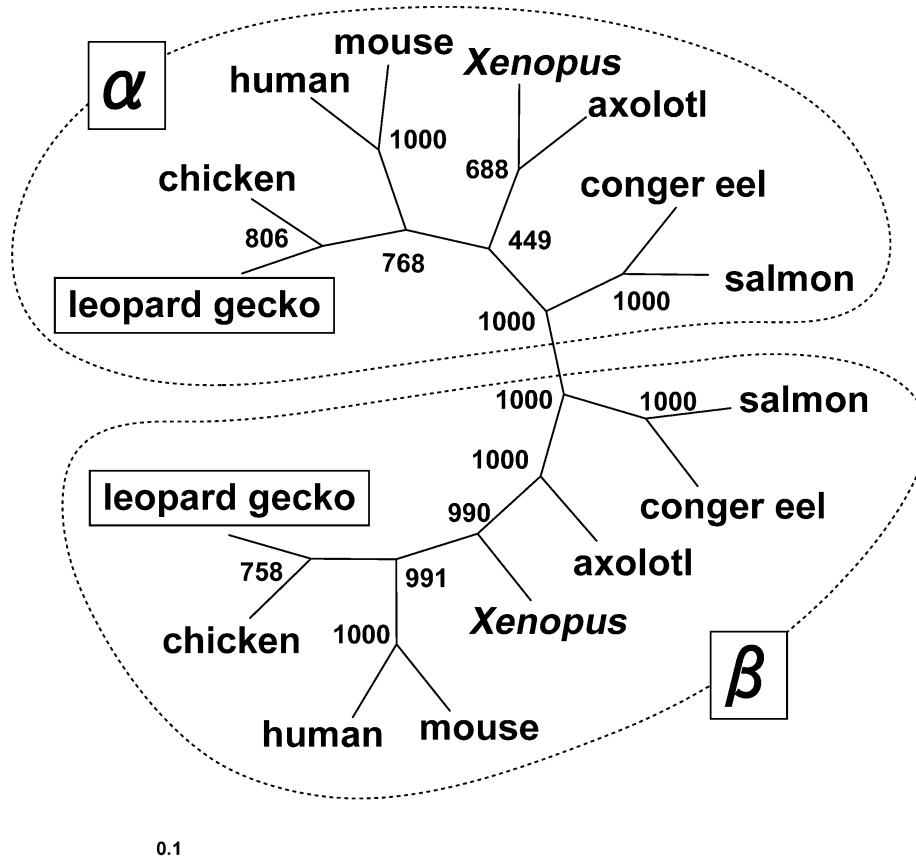 α
mouse
human
Xenopus
axolotl
1000
688
chicken
conger eel
806
449
768
leopard gecko
salmon
1000
1000
1000
1000
salmon
1000
leopard gecko
990
conger eel
axolotl
758
991
Xenopus
chicken
1000
β
human
mouse
0.1